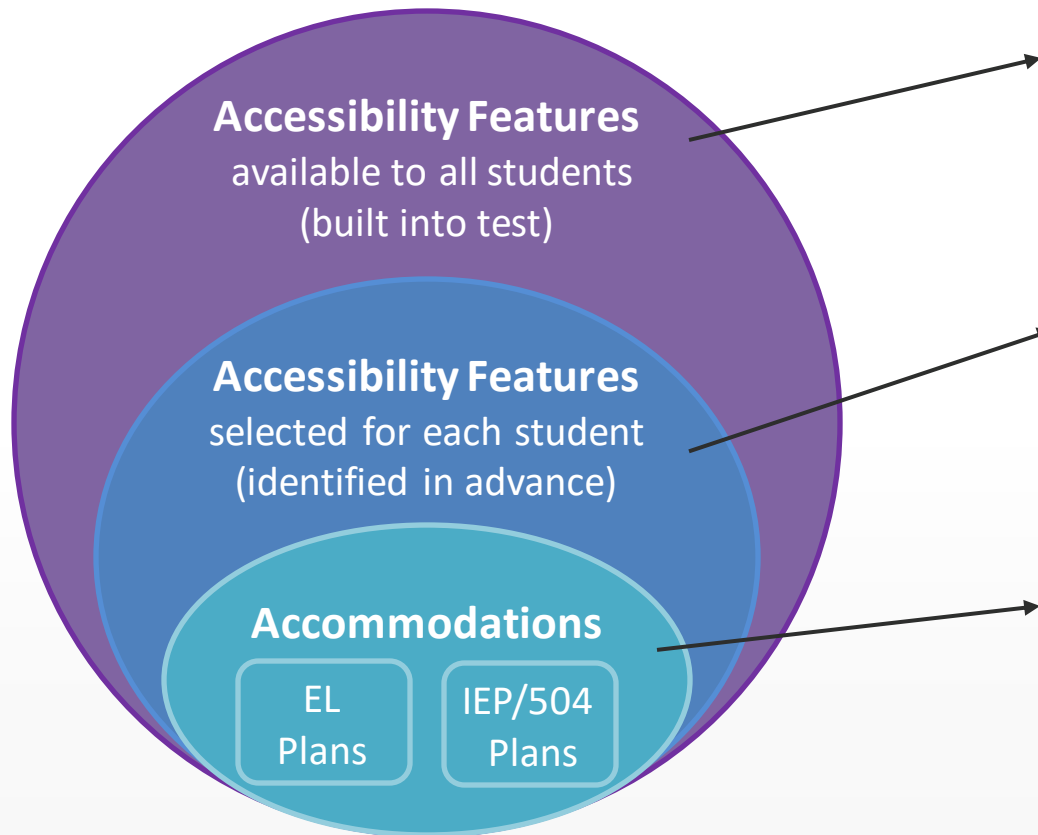 Accessibility Features
available to all students
(built into test)
Accessibility Features
selected for each student
(identified in advance)
Accommodations
EL
Plans
IEP/504
Plans